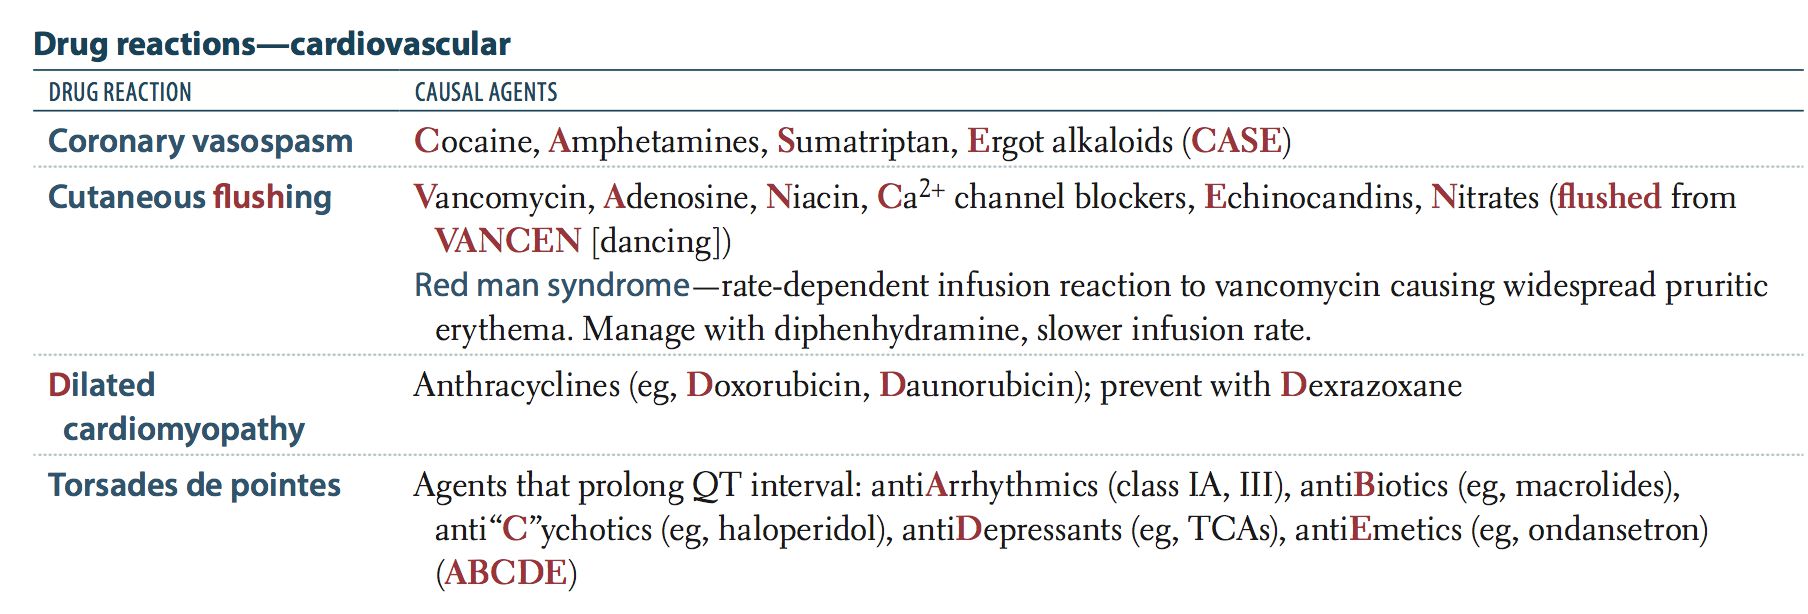 Drug reactions—cardiovascular
DRUG REACTION CAUSAL AGENTS
Coronary vasospasm Cocaine, Amphetamines, Sumatriptan, Ergot alkaloids (CASE)
Cutaneous flushing Vancomycin, Adenosine, Niacin, Ca²⁺ channel blockers, Echinocandins, Nitrates (flushed from
VANCEN [dancing])
Red man syndrome—rate-dependent infusion reaction to vancomycin causing widespread pruritic
erythema. Manage with diphenhydramine, slower infusion rate.
Dilated Anthracyclines (eg, Doxorubicin, Daunorubicin); prevent with Dexrazoxane
cardiomyopathy
Torsades de pointes Agents that prolong QT interval: antiArrhythmics (class IA, III), antiBiotics (eg, macrolides),
anti“C”ychotics (eg, haloperidol), antiDepressants (eg, TCAs), antiEmetics (eg, ondansetron)
(ABCDE)